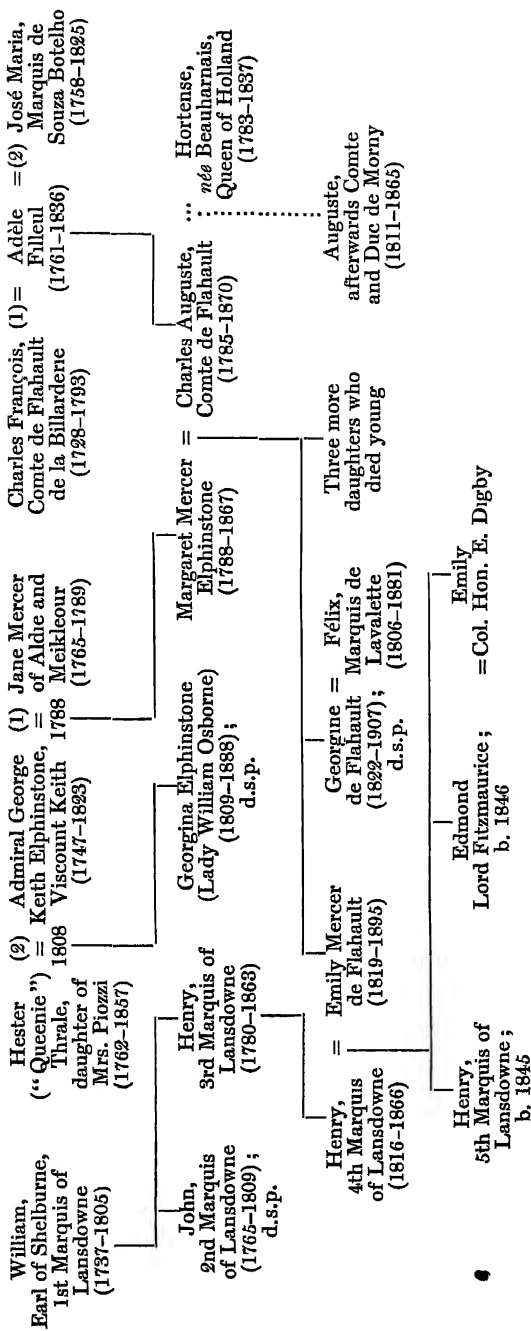 William,
Earl of Shelburne,
1st Marquis of
Lansdowne
(1737–1805)
Hester
(“Queenie”)
Thrale,
daughter of
Mrs. Piozzi
(1762–1857)
(2)
=
1808
Admiral George
Keith Elphinstone,
Viscount Keith
(1747–1823)
(1)
=
1788
Jane Mercer
of Aldie and
Meikleour
(1765–1789)
Charles François,
Comte de Flahault
de la Billarderie
(1728–1793)
(1)=
Adèle
Filleul
(1761–1836)
=(2)
José Maria,
Marquis de
Souza Botelho
(1758–1825)
John,
2nd Marquis
of Lansdowne
(1765–1809);
d.s.p.
Henry,
3rd Marquis of
Lansdowne
(1780–1863)
Georgina Elphinstone
(Lady William Osborne)
(1809–1888);
d.s.p.
Margaret Mercer
Elphinstone
(1788–1867)
=
Charles Auguste,
Comte de Flahault
(1785–1870)
...
Hortense,
née Beauharnais,
Queen of Holland
(1783–1837)
Henry,
4th Marquis
of Lansdowne
(1816–1866)
=
Emily Mercer
de Flahault
(1819–1895)
Georgine
de Flahault
(1822–1907);
d.s.p.
=
Félix,
Marquis de
Lavalette
(1806–1881)
Three more
daughters who
died young
Auguste,
afterwards Comte
and Duc de Morny
(1811–1865)
Henry,
5th Marquis of
Lansdowne;
b. 1845
Edmond
Lord Fitzmaurice;
b. 1846
Emily
=Col. Hon. E. Digby